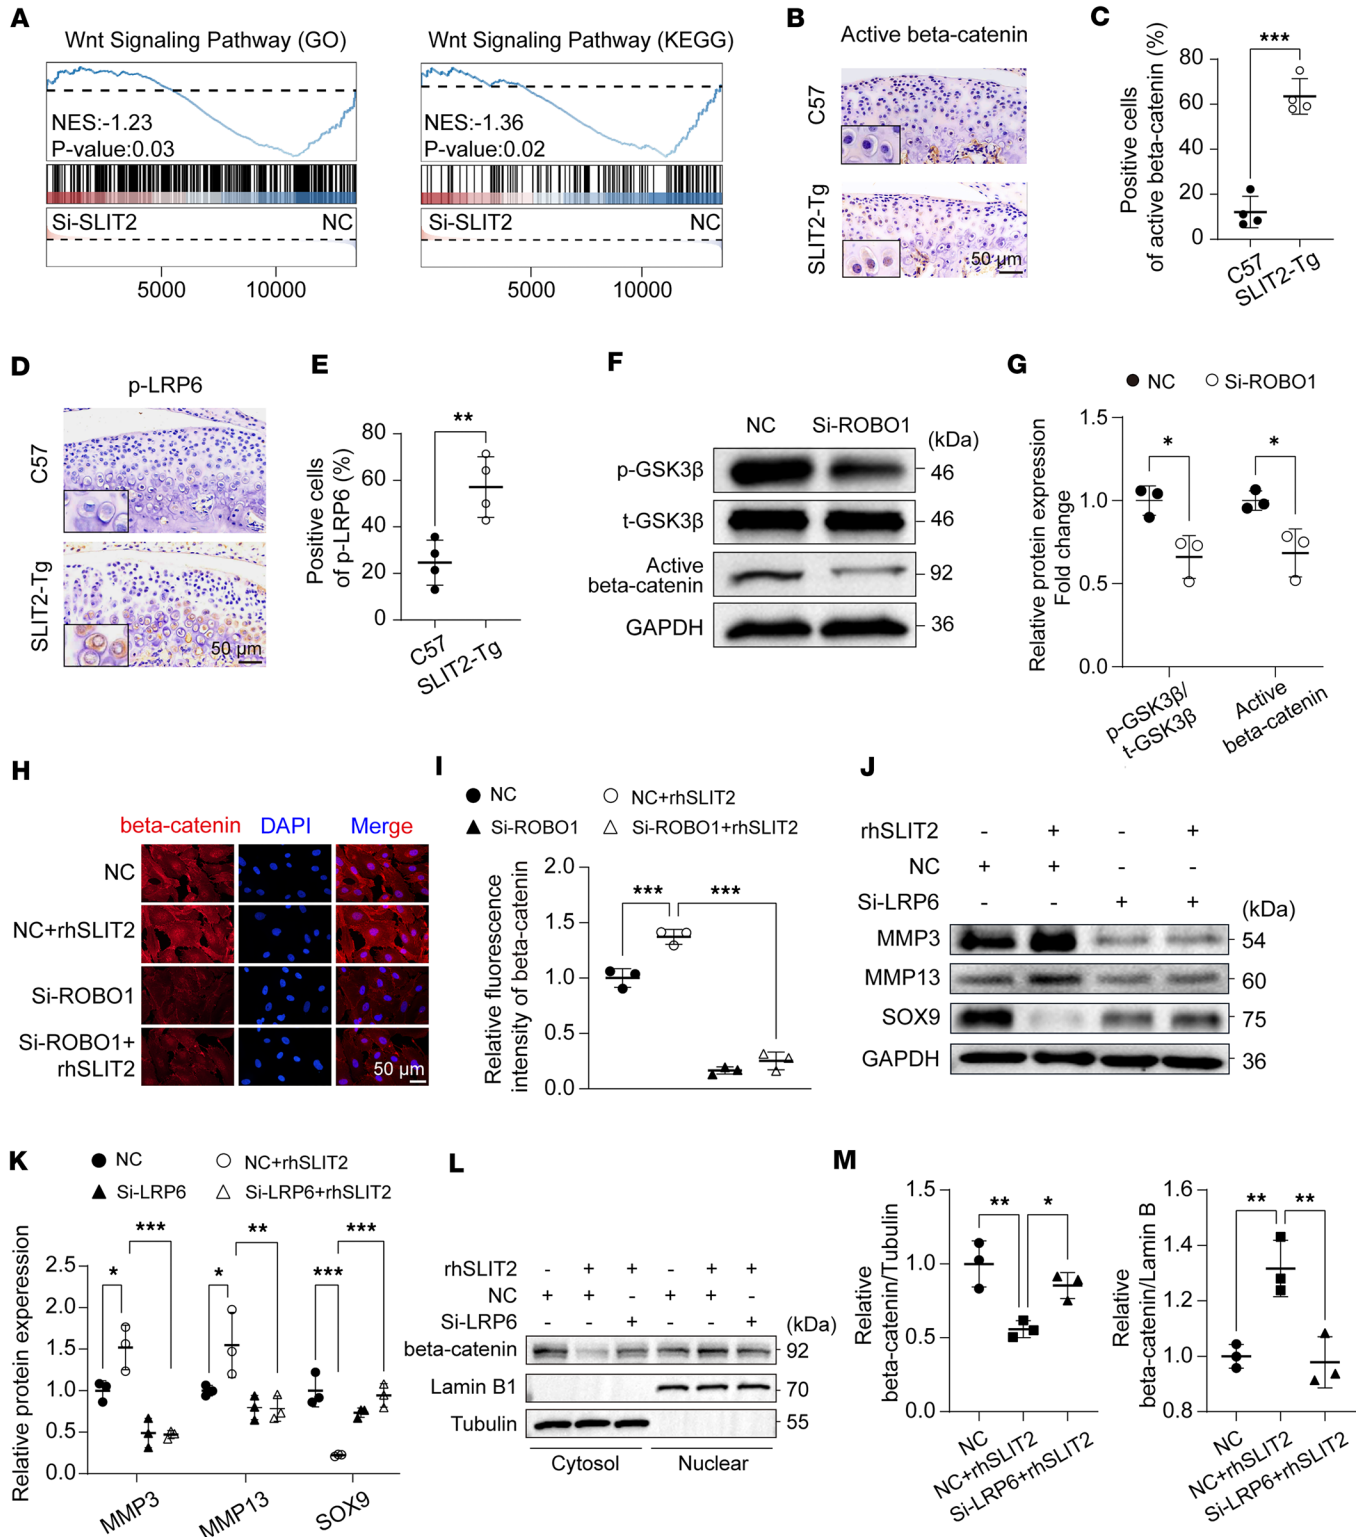 A
Wnt Signaling Pathway (GO)
NES:-1.23
P-value:0.03
Si-SLIT2 NC
5000 10000
Wnt Signaling Pathway (KEGG)
NES:-1.36
P-value:0.02
Si-SLIT2 NC
5000 10000
B
Active beta-catenin
C57
SLIT2-Tg
50 μm
C
Positive cells
of active beta-catenin (%)
80
60
40
20
0
***
C57
SLIT2-Tg
D
p-LRP6
C57
SLIT2-Tg
50 μm
E
Positive cells
of p-LRP6 (%)
80
60
40
20
0
**
C57
SLIT2-Tg
F
NC Si-ROBO1 (kDa)
p-GSK3β 46
t-GSK3β 46
Active
beta-catenin 92
GAPDH 36
G
NC Si-ROBO1
Relative protein expression
Fold change
1.5
1.0
0.5
0.0
* *
p-GSK3β/
t-GSK3β
Active
beta-catenin
H
beta-catenin DAPI Merge
NC
NC+rhSLIT2
Si-ROBO1
Si-ROBO1+
rhSLIT2
50 μm
I
NC NC+rhSLIT2
Si-ROBO1 Si-ROBO1+rhSLIT2
Relative fluorescence
intensity of beta-catenin
2.0
1.5
1.0
0.5
0.0
*** ***
J
rhSLIT2 - + - +
NC + + - -
Si-LRP6 - - + +
(kDa)
MMP3 54
MMP13 60
SOX9 75
GAPDH 36
K
NC NC+rhSLIT2
Si-LRP6 Si-LRP6+rhSLIT2
Relative protein experession
2.5
2.0
1.5
1.0
0.5
0.0
*** ** ***
* * ***
MMP3
MMP13
SOX9
L
rhSLIT2 - + + - + +
NC + + - + + -
Si-LRP6 - - + - - +
(kDa)
beta-catenin 92
Lamin B1 70
Tubulin 55
Cytosol Nuclear
M
Relative
beta-catenin/Tubulin
1.5
1.0
0.5
0.0
** *
NC
NC+rhSLIT2
Si-LRP6+rhSLIT2
Relative
beta-catenin/Lamin B
1.6
1.4
1.2
1.0
0.8
** **
NC
NC+rhSLIT2
Si-LRP6+rhSLIT2